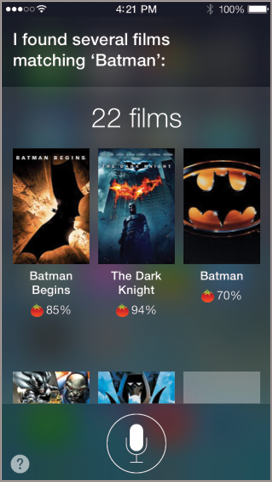 4:21 PM
100%
I found several films
matching ‘Batman’:
22 films
BATMAN BEGINS
Batman
Begins
85%
The Dark
Knight
94%
Batman
70%
?